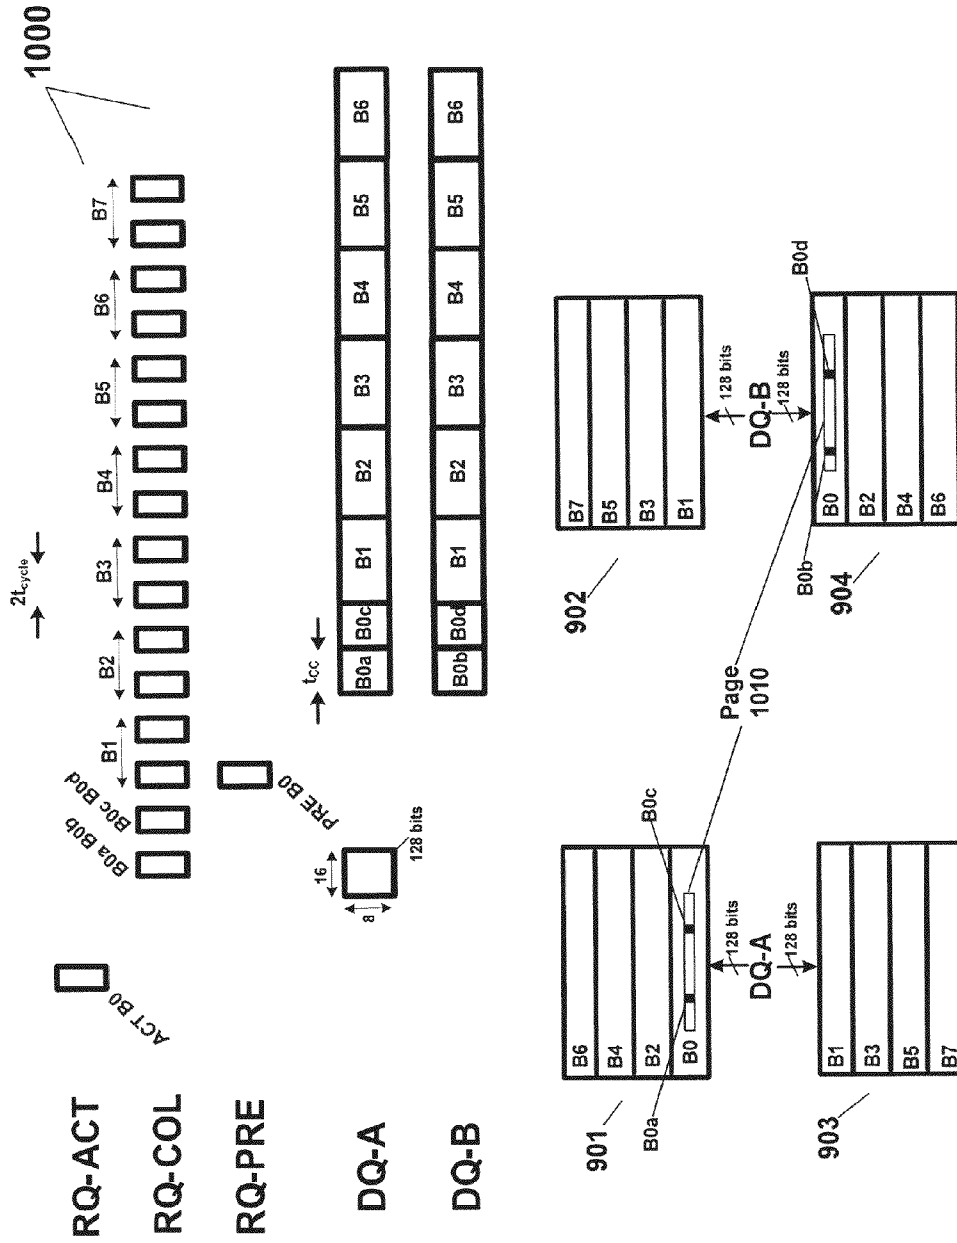 1000
2tcycle
RQ-ACT
ACT B0
RQ-COL
B0a B0b
B0c B0d
B1
B2
B3
B4
B5
B6
B7
RQ-PRE
PRE B0
tCC
DQ-A
16
8
128 bits
B0a
B0c
B1
B2
B3
B4
B5
B6
DQ-B
B0b
B0d
B1
B2
B3
B4
B5
B6
901
B6
B4
B2
B0
B0a
B0c
128 bits
DQ-A
128 bits
903
B1
B3
B5
B7
Page
1010
902
B7
B5
B3
B1
128 bits
DQ-B
128 bits
904
B0
B2
B4
B6
B0b
B0d